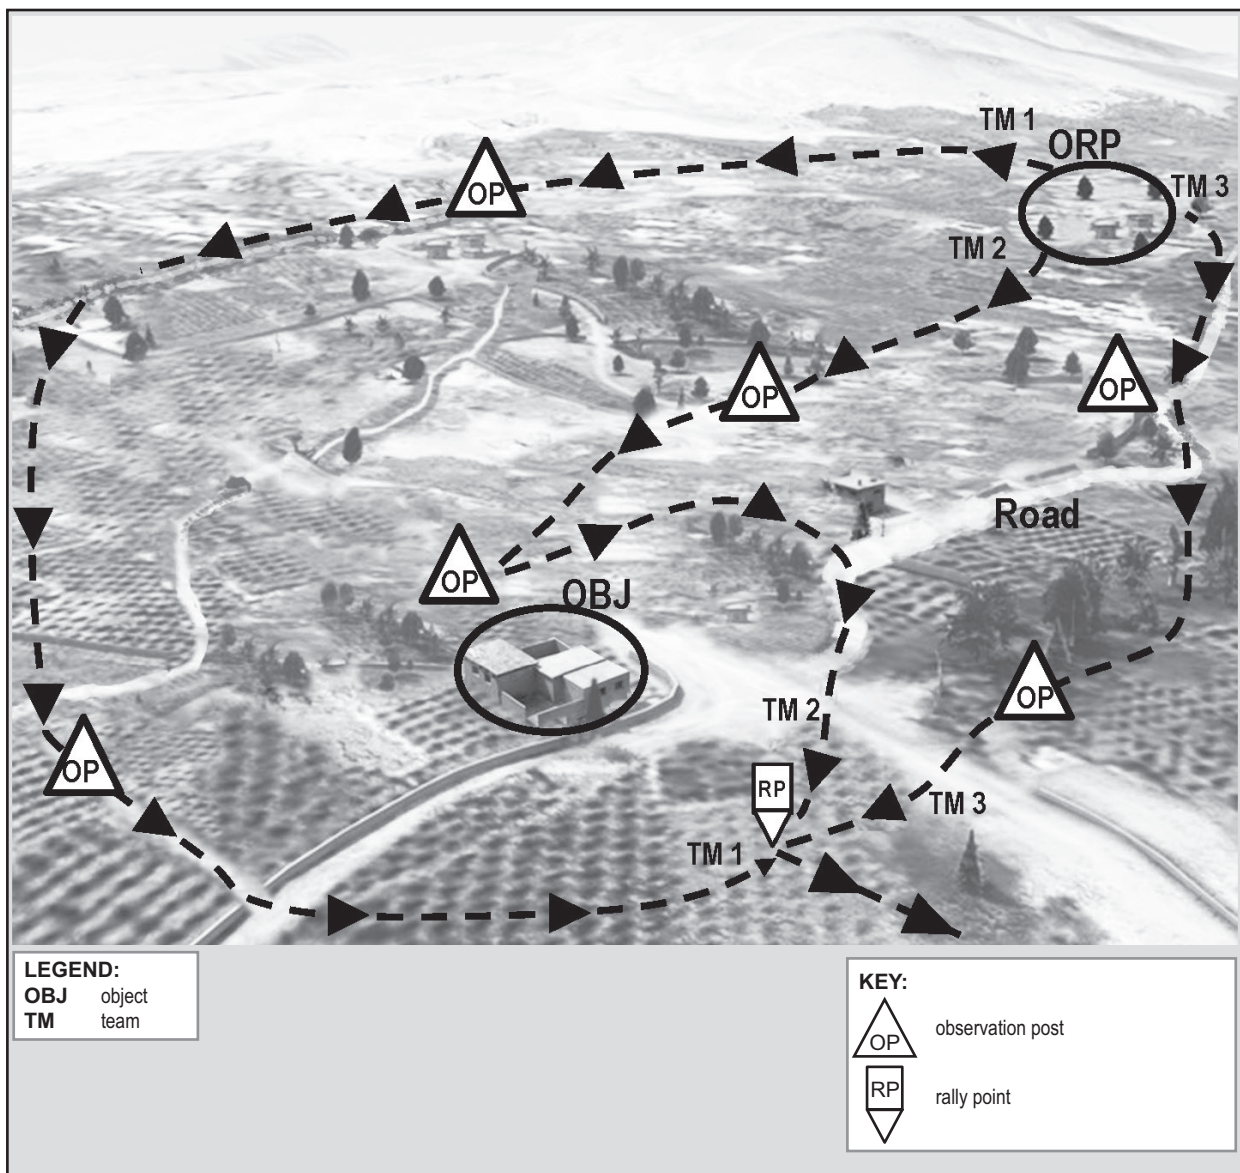 TM 1
ORP
TM 3
OP
TM 2
OP
OP
Road
OP
OBJ
OP
TM 2
OP
RP
TM 3
TM 1
LEGEND:
OBJ object
TM team
KEY:
OP observation post
RP rally point